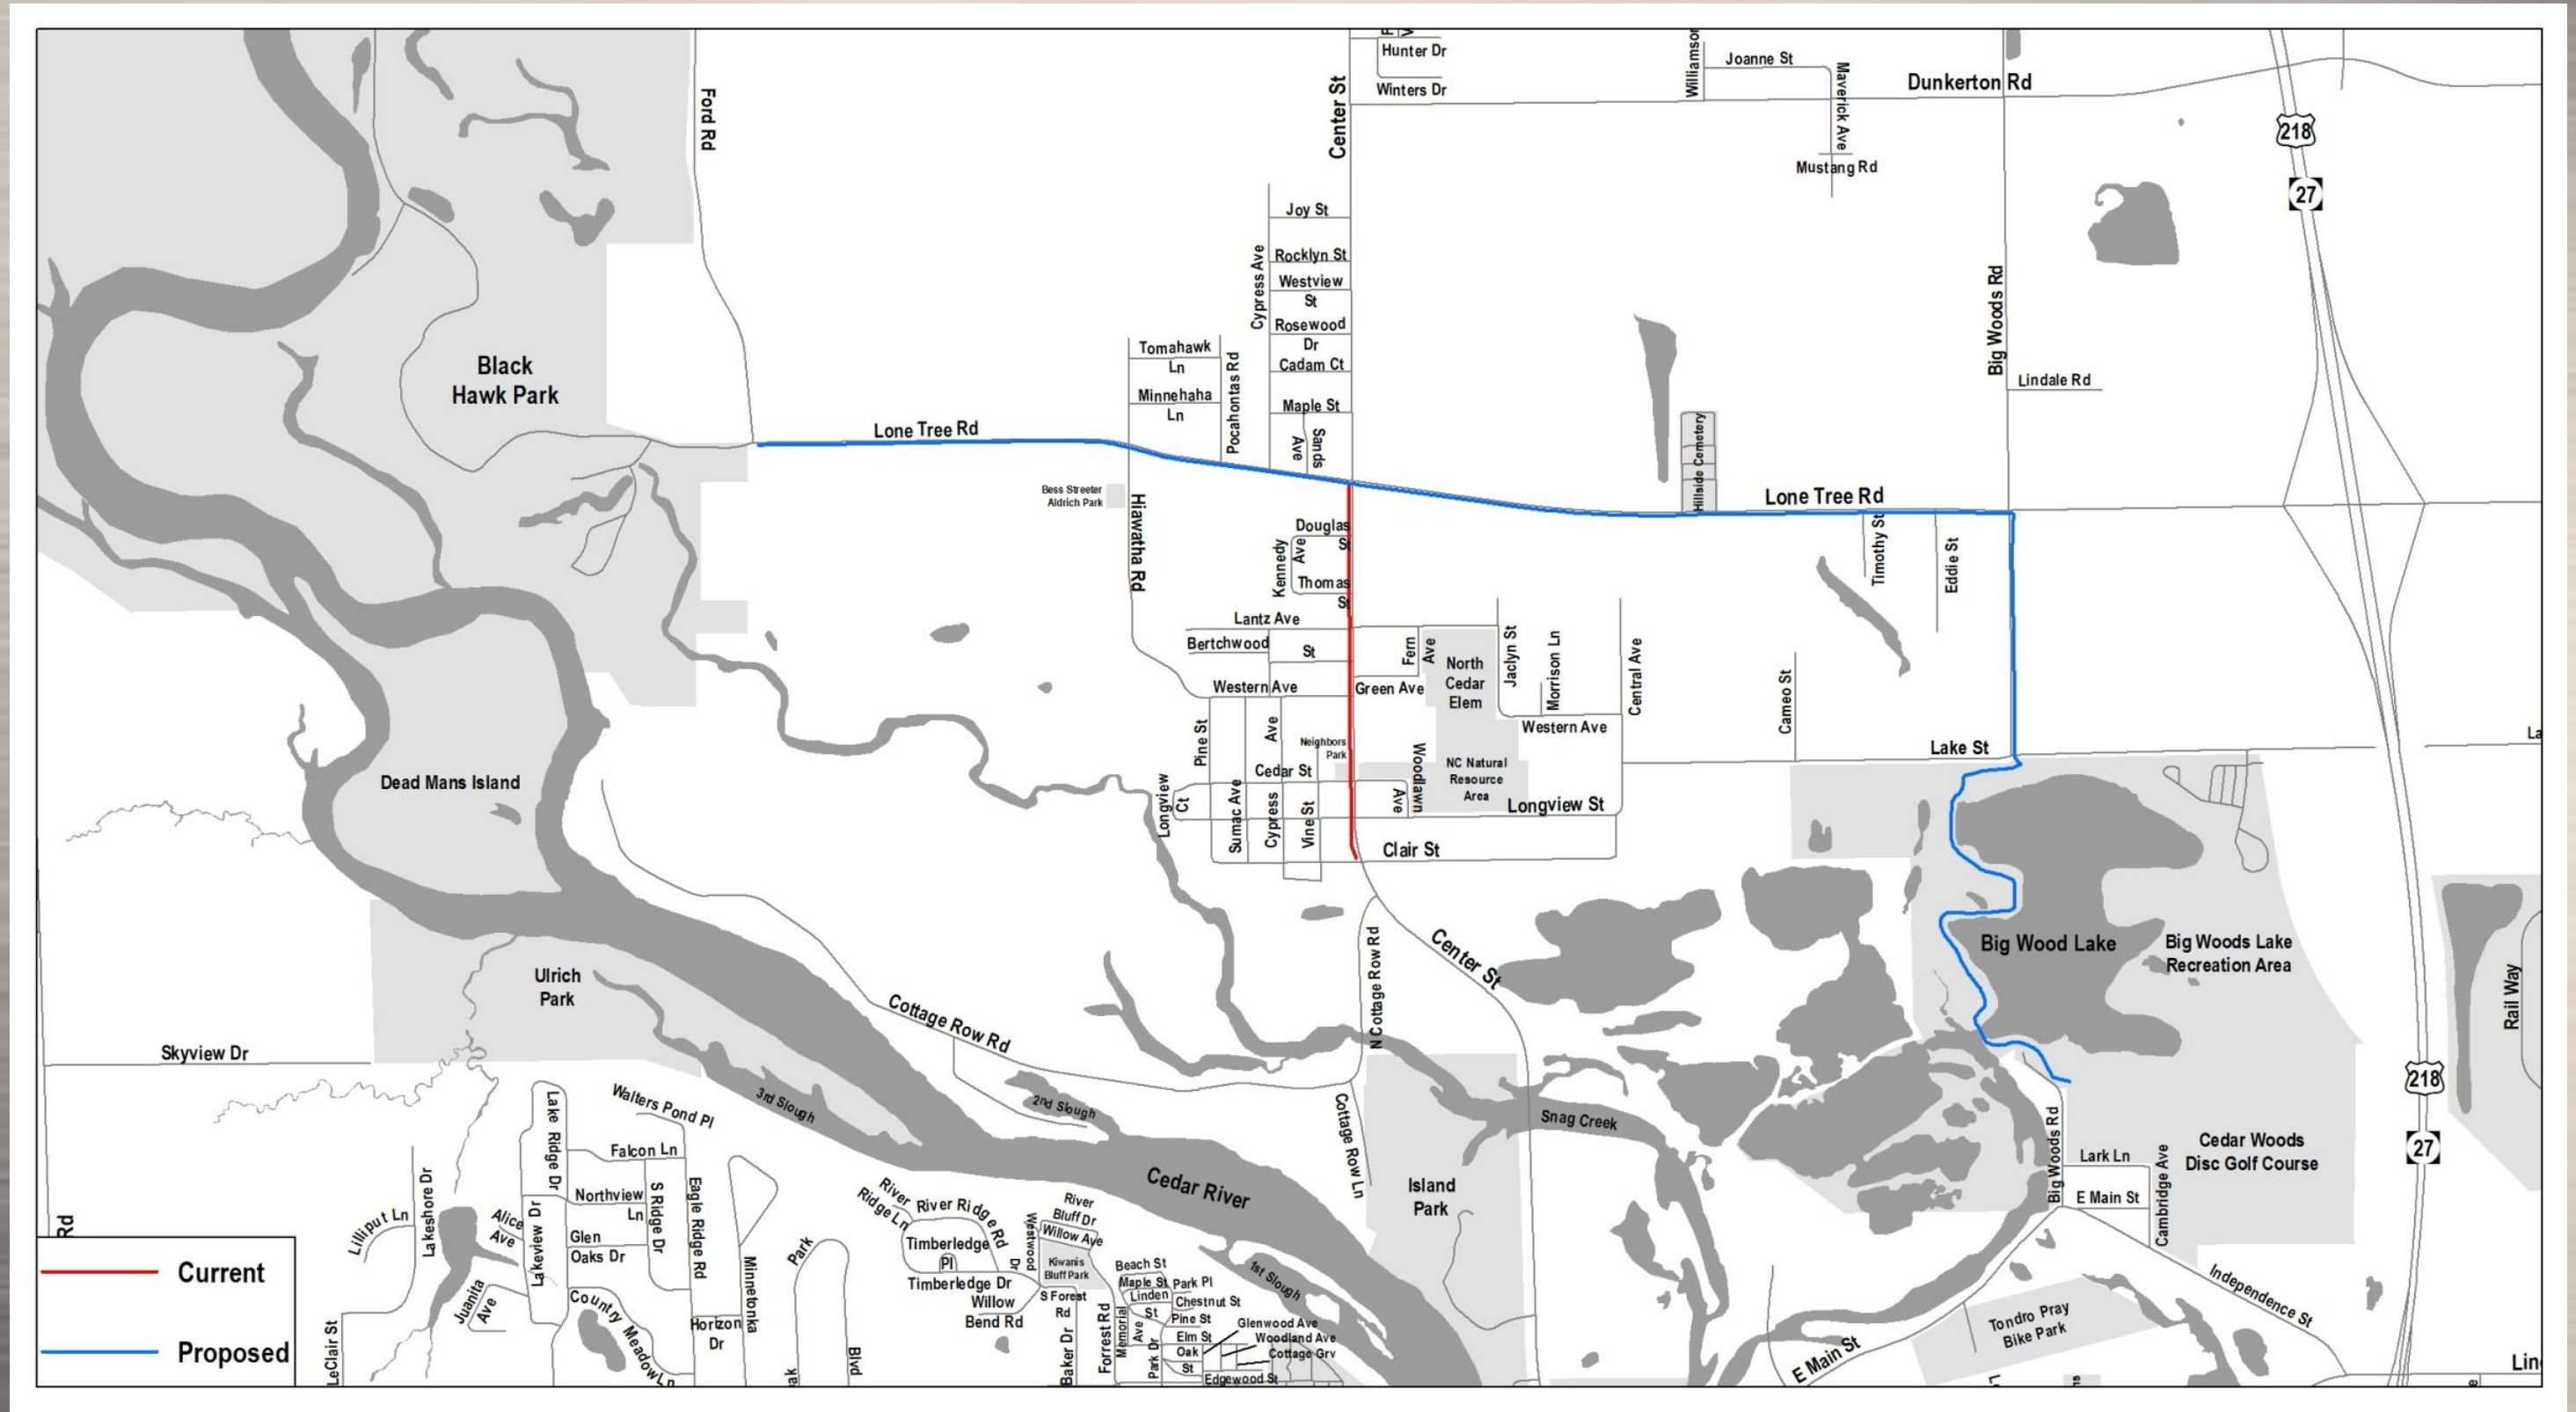 Hunter Dr
Winters Dr
Center St
Ford Rd
Williamson
Joanne St
Maverick Ave
Mustang Rd
Dunkerton Rd
218
27
Joy St
Rocklyn St
Westview
St
Rosewood
Dr
Cadam Ct
Maple St
Cypress Ave
Sands
Ave
Tomahawk
Ln
Minnehaha
Ln
Pocahontas Rd
Big Woods Rd
Lindale Rd
Black
Hawk Park
Lone Tree Rd
Hillside Cemetery
Lone Tree Rd
Bess Streeter
Aldrich Park
Hiawatha Rd
Douglas
St
Kennedy
Ave
Thomas
St
Timothy St
Eddie St
Lantz Ave
Bertchwood
St
Western Ave
Fern
Ave
Green Ave
North
Cedar
Elem
Jaclyn St
Morrison Ln
Central Ave
Western Ave
Cameo St
Lake St
La
Pine St
Ave
Neighbors
Park
Cedar St
Woodlawn
Ave
NC Natural
Resource
Area
Longview St
Longview
Ct
Sumac Ave
Cypress
Vine St
Clair St
Dead Mans Island
Big Wood Lake
Big Woods Lake
Recreation Area
Rail Way
Center St
N Cottage Row Rd
Ulrich
Park
Cottage Row Rd
Skyview Dr
218
27
3rd Slough
2nd Slough
Snag Creek
Cottage Row Ln
Walters Pond Pl
Lake Ridge Dr
Falcon Ln
Northview
Ln
S Ridge Dr
Eagle Ridge Rd
Big Woods Rd
Lark Ln
E Main St
Cambridge Ave
Cedar Woods
Disc Golf Course
Cedar River
Island
Park
River
Ridge Ln
River Ridge Rd
River
Bluff Dr
Willow Ave
Westwood
Dr
Timberledge
Pl
Timberledge Dr
Willow
Bend Rd
Kiwanis
Bluff Park
S Forest
Rd
Baker Dr
Forrest Rd
Beach St
Maple St
Park Pl
Linden
St
Chestnut St
Pine St
Memorial
Ave
Park Dr
Elm St
Oak
St
Glenwood Ave
Woodland Ave
Cottage Grv
Edgewood St
1st Slough
Lilliput Ln
Lakeshore Dr
Alice
Ave
Lakeview Dr
Glen
Oaks Dr
Juanita
Ave
Country Meadow Ln
LeClair St
Horizon
Dr
Minnetonka
Park
Blvd
Oak
Independence St
Tondro Pray
Bike Park
E Main St
Lin
Rd
Current
Proposed